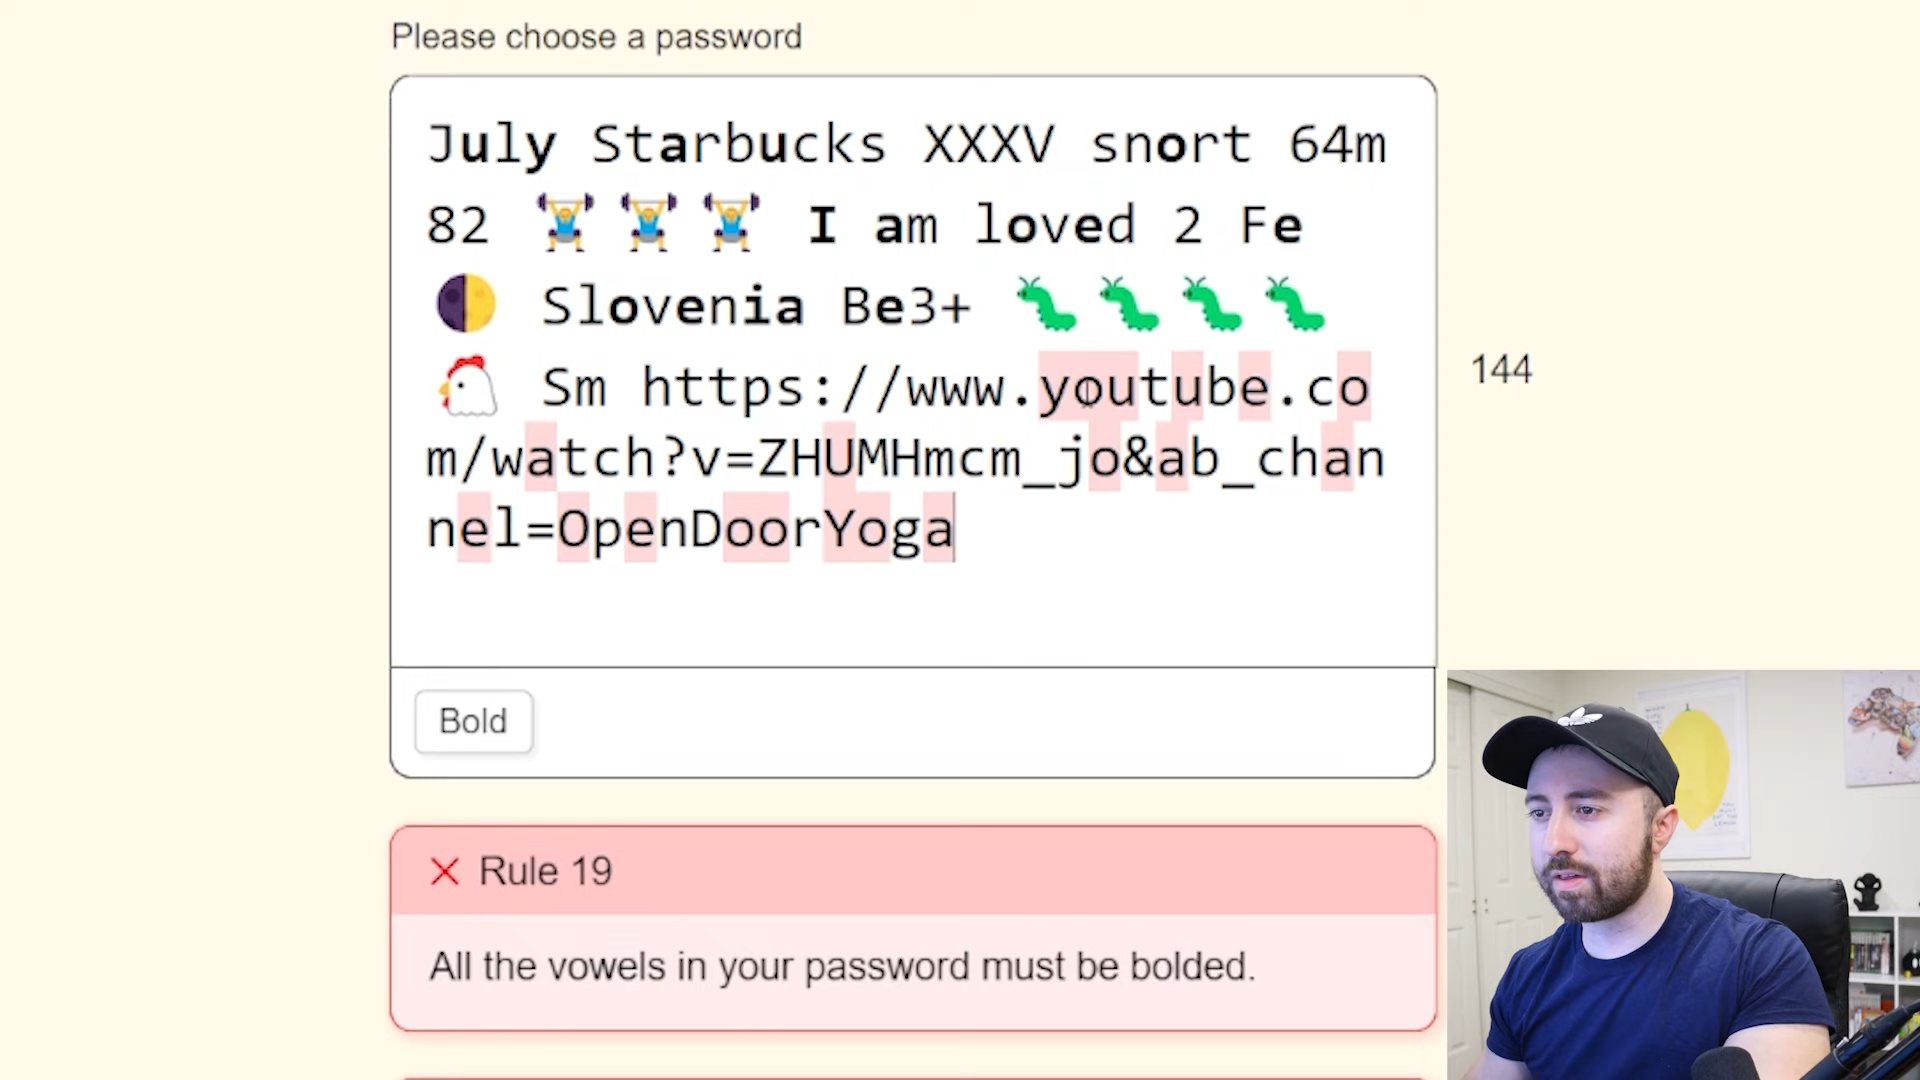 Please choose a password
July Starbucks XXXV snort 64m
82 🏋️‍♂️ 🏋️‍♂️ 🏋️‍♂️ I am loved 2 Fe
🌓 Slovenia Be3+ 🐛 🐛 🐛 🐛
🐔 Sm https://www.youtube.co
m/watch?v=ZHUMHmcm_jo&ab_chan
nel=OpenDoorYoga
144
Bold
Rule 19
All the vowels in your password must be bolded.